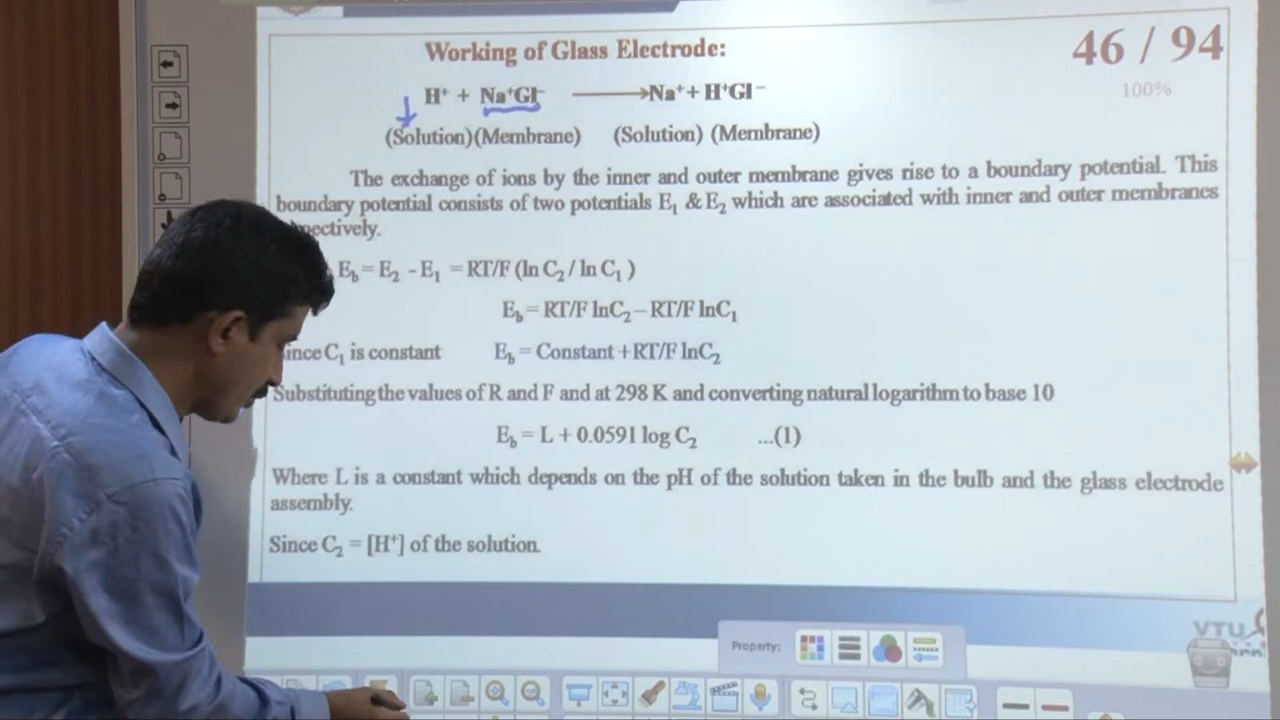 Working of Glass Electrode:
46 / 94
100%
H⁺ + Na⁺Gl⁻ ⟶ Na⁺ + H⁺Gl⁻
(Solution)(Membrane) (Solution) (Membrane)
The exchange of ions by the inner and outer membrane gives rise to a boundary potential. This
boundary potential consists of two potentials E₁ & E₂ which are associated with inner and outer membranes
pectively.
E_b = E₂ - E₁ = RT/F (ln C₂ / ln C₁ )
E_b = RT/F lnC₂ – RT/F lnC₁
ince C₁ is constant E_b = Constant + RT/F lnC₂
Substituting the values of R and F and at 298 K and converting natural logarithm to base 10
E_b = L + 0.0591 log C₂ ...(1)
Where L is a constant which depends on the pH of the solution taken in the bulb and the glass electrode
assembly.
Since C₂ = [H⁺] of the solution.
Property:
VTU